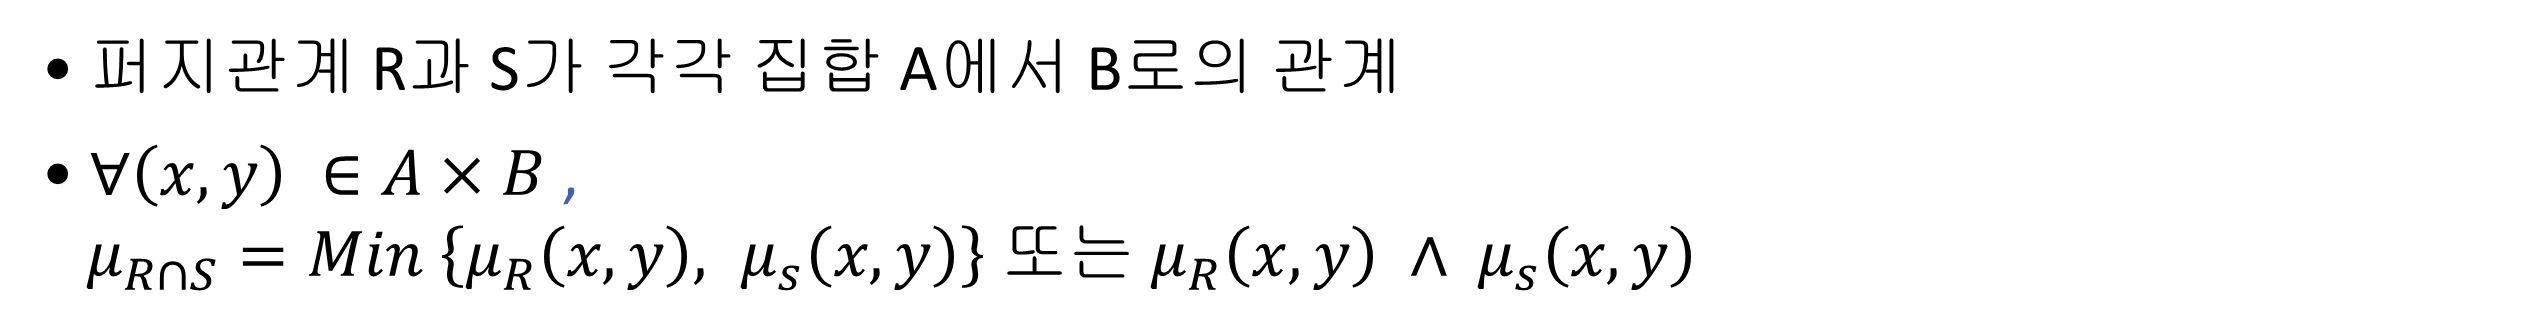 • 퍼지관계 R과 S가 각각 집합 A에서 B로의 관계
• ∀(x, y) ∈ A × B ,
μ_{R∩S} = Min {μ_R(x, y), μ_s(x, y)} 또는 μ_R(x, y) ∧ μ_s(x, y)